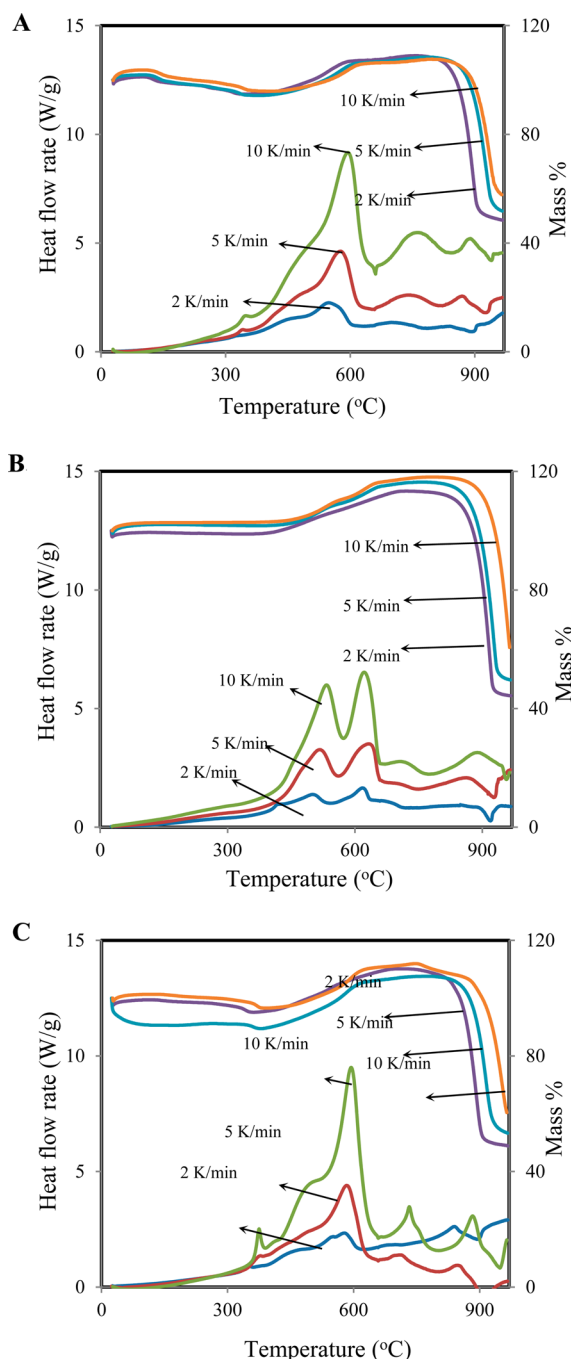 A
15
120
10 K/min
10
80
10 K/min
5 K/min
2 K/min
5 K/min
5
40
2 K/min
0
0
0
300
600
900
Heat flow rate (W/g)
Mass %
Temperature (oC)
B
15
120
10 K/min
10
80
5 K/min
2 K/min
10 K/min
5
40
5 K/min
2 K/min
0
0
0
300
600
900
Heat flow rate (W/g)
Mass %
Temperature (oC)
C
15
120
2 K/min
5 K/min
10 K/min
10 K/min
10
80
5 K/min
2 K/min
5
40
0
0
0
300
600
900
Heat flow rate (W/g)
Mass %
Temperature (oC)